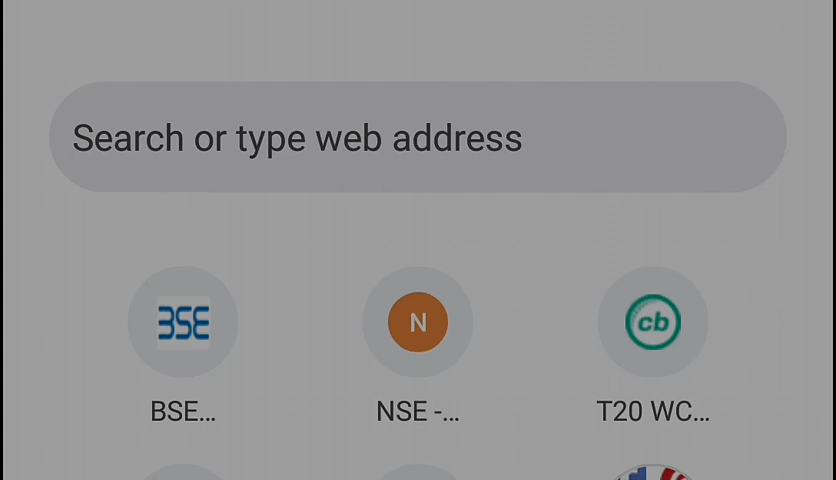 Search or type web address
BSE
N
cb
BSE...
NSE -...
T20 WC...